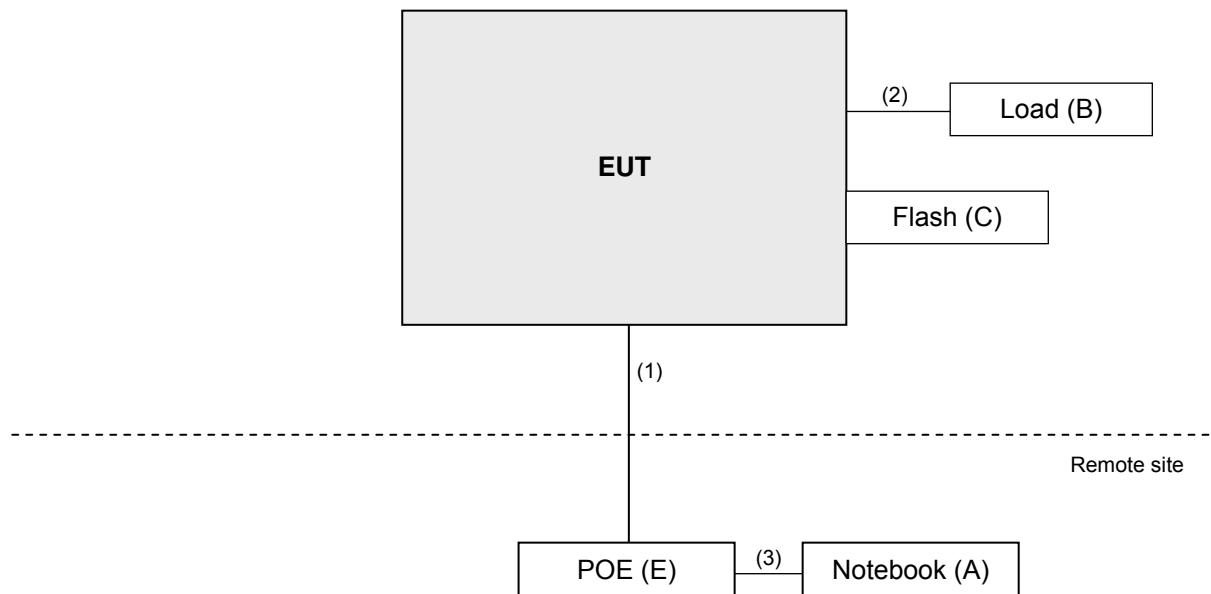 (2)
Load (B)
EUT
Flash (C)
(1)
Remote site
POE (E)
(3)
Notebook (A)